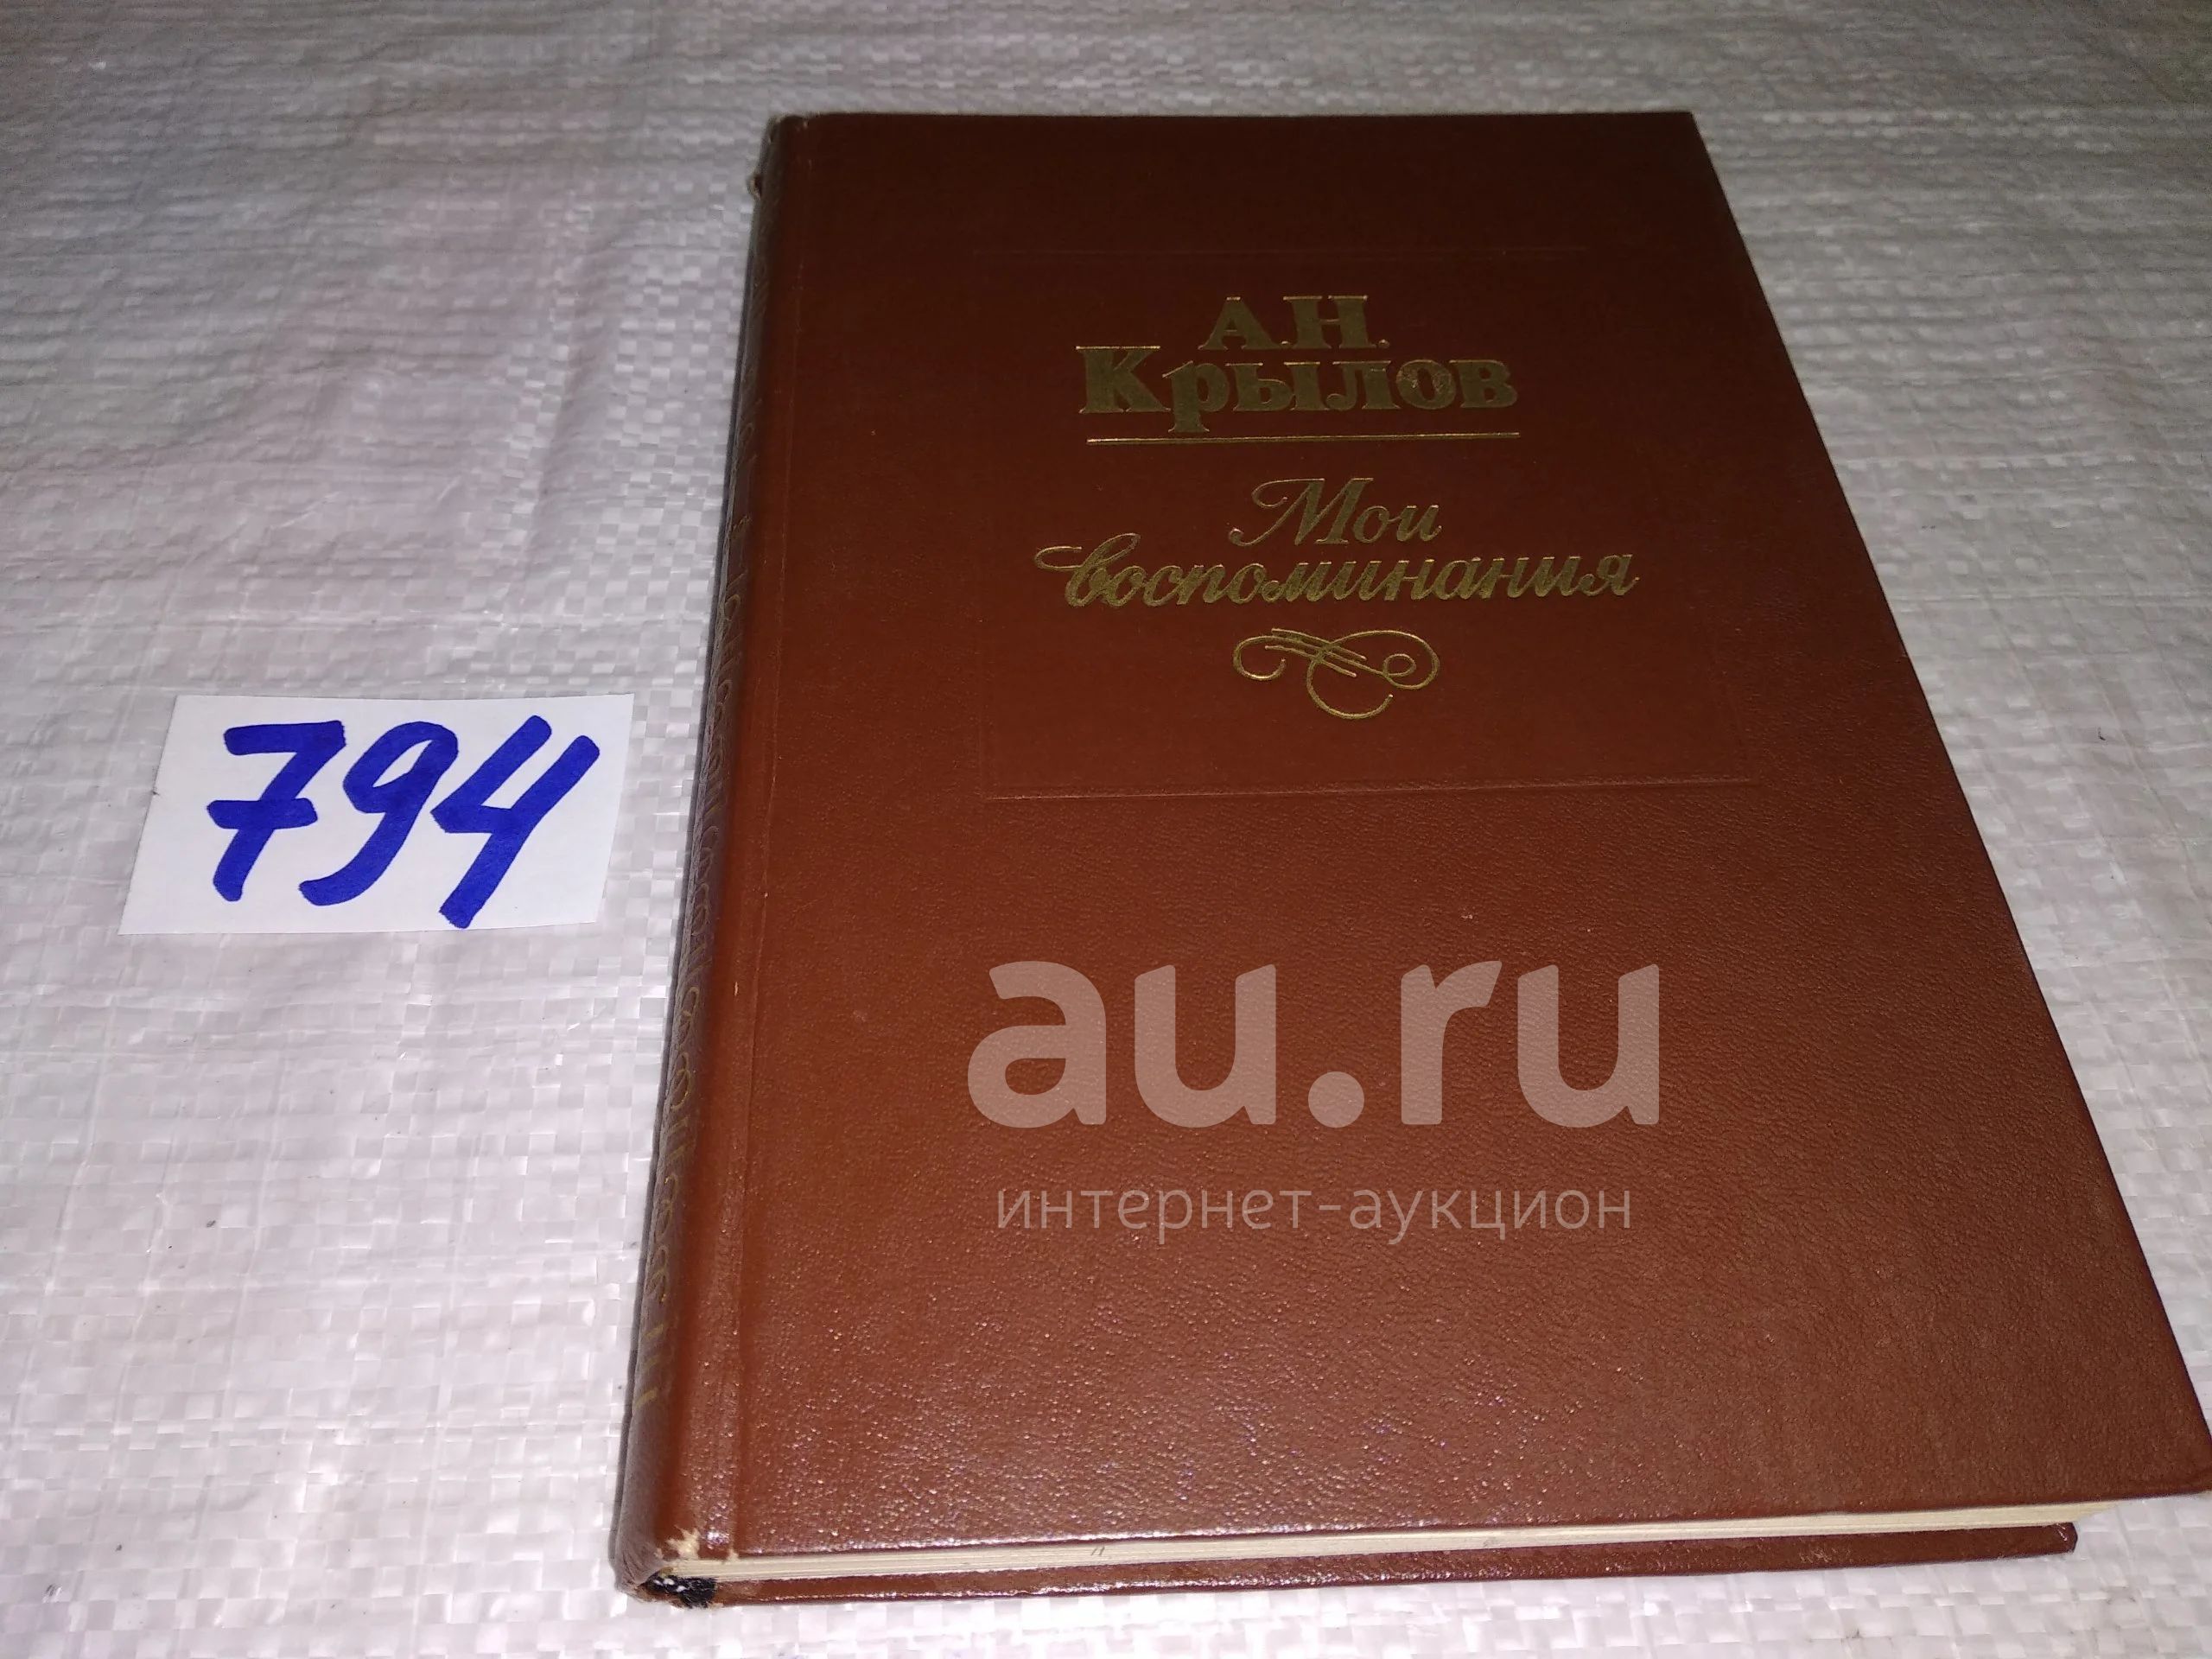 А.Н.
Крылов
Мои
воспоминания
794
au.ru
интернет-аукцион